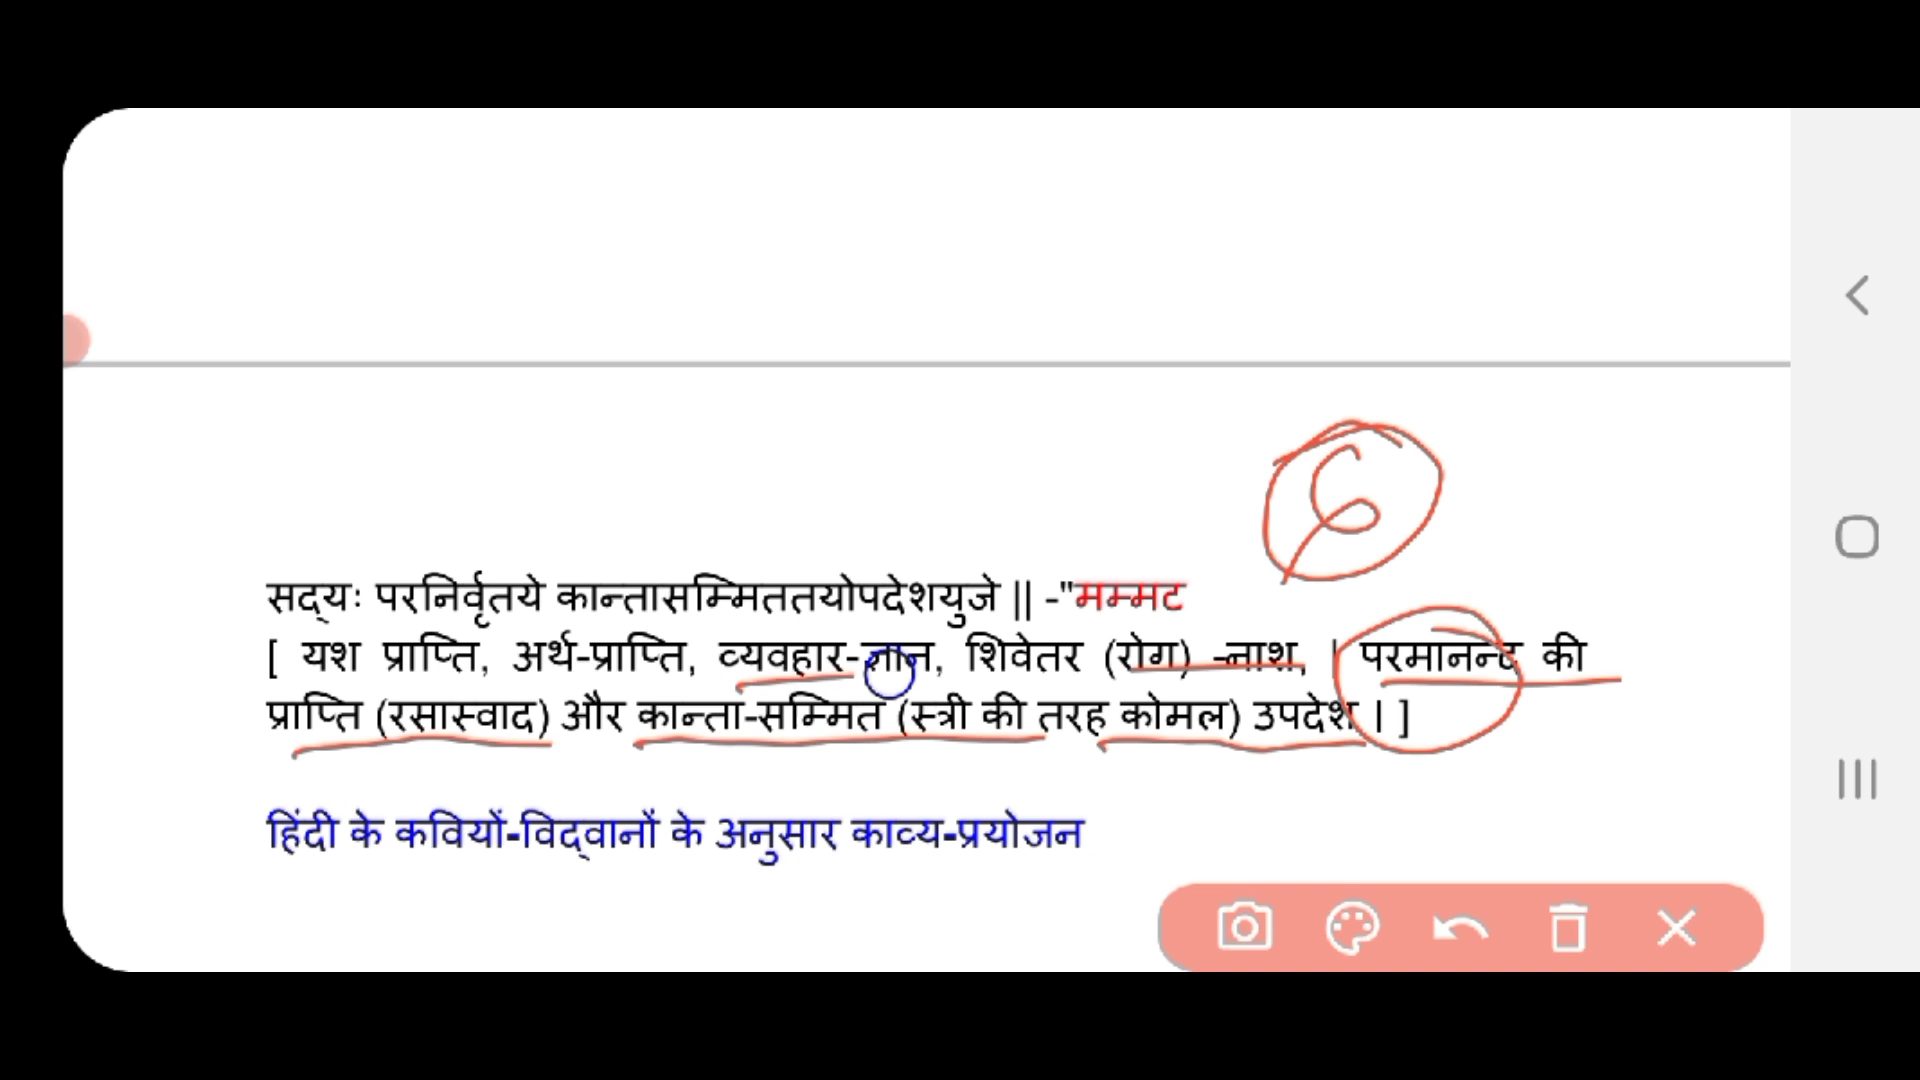 6
सद्यः परनिर्वृतये कान्तासम्मिततयोपदेशयुजे || -"मम्मट
[ यश प्राप्ति, अर्थ-प्राप्ति, व्यवहार-ज्ञान, शिवेतर (रोग) -नाश, | परमानन्द की
प्राप्ति (रसास्वाद) और कान्ता-सम्मित (स्त्री की तरह कोमल) उपदेश | ]
हिंदी के कवियों-विद्वानों के अनुसार काव्य-प्रयोजन